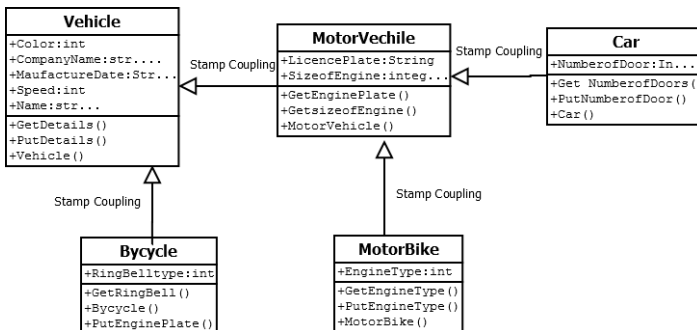 Vehicle
+Color:int
+CompanyName:str....
+MaufactureDate:Str...
+Speed:int
+Name:str...
+GetDetails()
+PutDetails()
+Vehicle()
Stamp Coupling
MotorVechile
+LicencePlate:String
+SizeofEngine:integ...
+GetEnginePlate()
+GetsizeofEngine()
+MotorVehicle()
Stamp Coupling
Car
+NumberofDoor:In...
+Get NumberofDoors(
+PutNumberofDoor()
+Car()
Stamp Coupling
Stamp Coupling
Bycycle
+RingBelltype:int
+GetRingBell()
+Bycycle()
+PutEnginePlate()
MotorBike
+EngineType:int
+GetEngineType()
+PutEngineType()
+MotorBike()